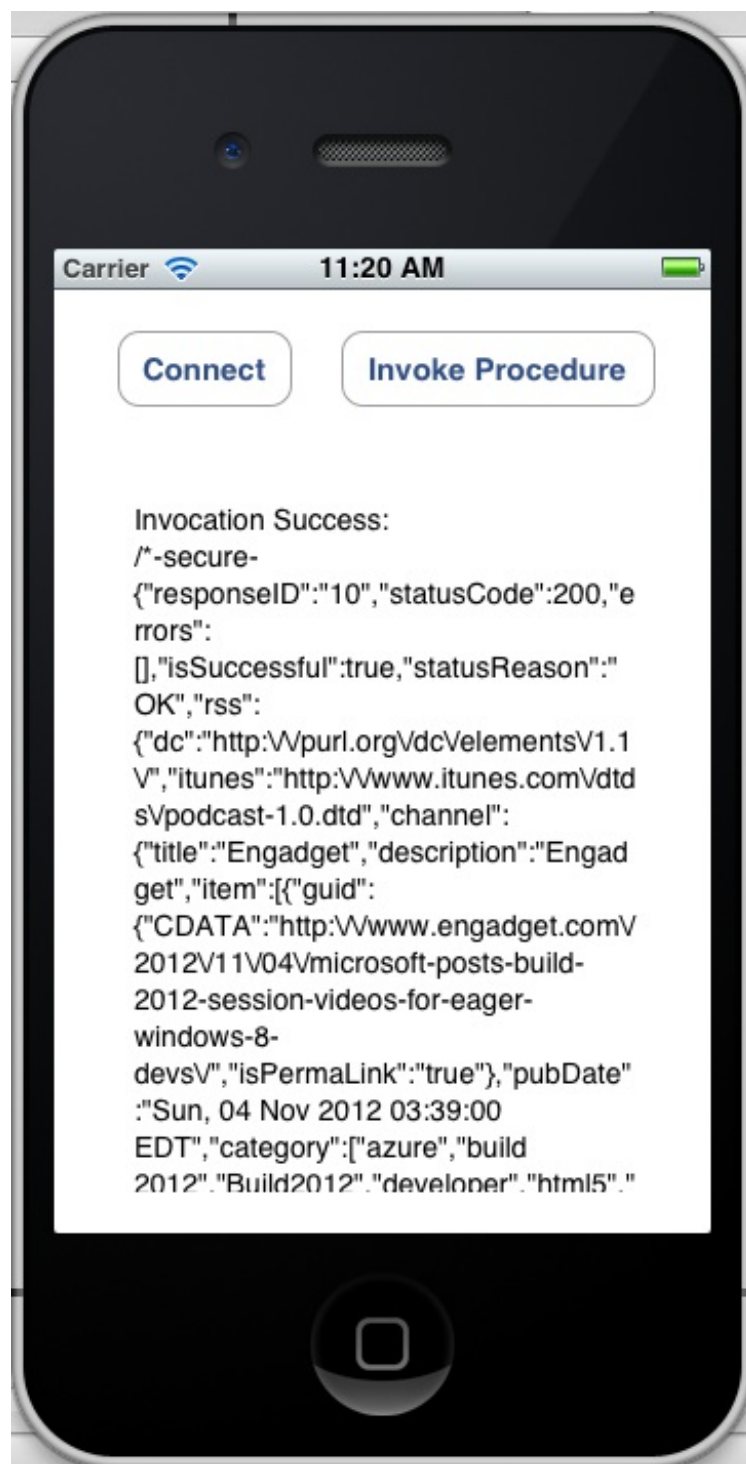 Carrier 11:20 AM
Connect Invoke Procedure
Invocation Success:
/*-secure-
{"responseID":"10","statusCode":200,"e
rrors":
[],"isSuccessful":true,"statusReason":"
OK","rss":
{"dc":"http:\/\/purl.org\/dc\/elements\/1.1
\/","itunes":"http:\/\/www.itunes.com\/dtd
s\/podcast-1.0.dtd","channel":
{"title":"Engadget","description":"Engad
get","item":[{"guid":
{"CDATA":"http:\/\/www.engadget.com\/
2012\/11\/04\/microsoft-posts-build-
2012-session-videos-for-eager-
windows-8-
devs\/","isPermaLink":"true"},"pubDate"
:"Sun, 04 Nov 2012 03:39:00
EDT","category":["azure","build
2012","Build2012","developer","html5","